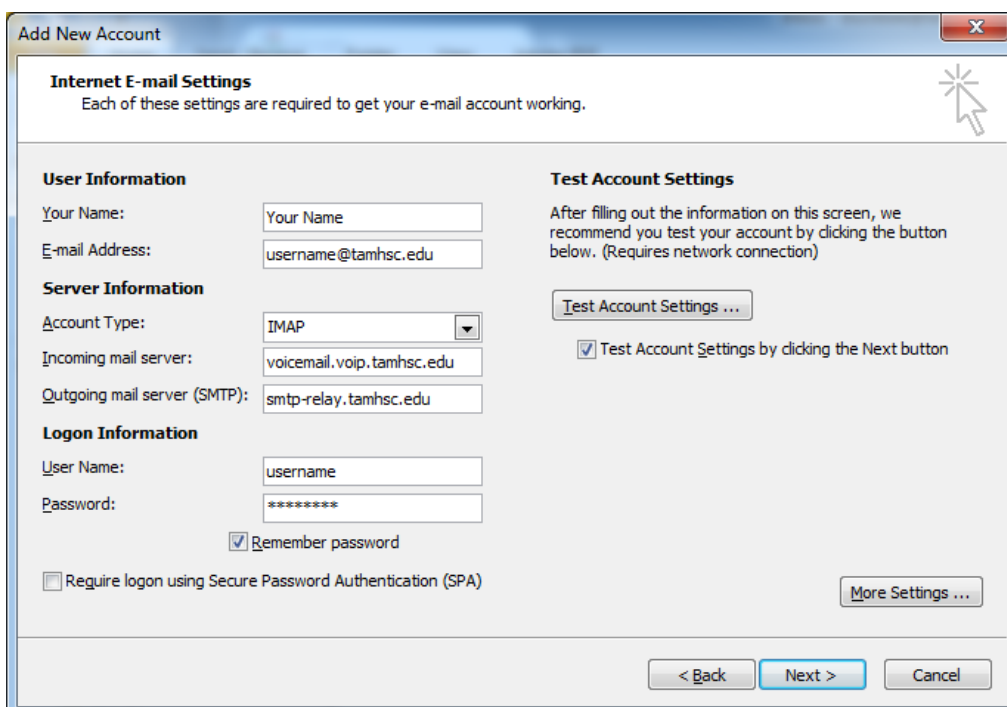 Add New Account
Internet E-mail Settings
Each of these settings are required to get your e-mail account working.
User Information
Your Name: Your Name
E-mail Address: username@tamhsc.edu
Server Information
Account Type: IMAP
Incoming mail server: voicemail.voip.tamhsc.edu
Outgoing mail server (SMTP): smtp-relay.tamhsc.edu
Logon Information
User Name: username
Password: ********
Remember password
Require logon using Secure Password Authentication (SPA)
Test Account Settings
After filling out the information on this screen, we
recommend you test your account by clicking the button
below. (Requires network connection)
Test Account Settings ...
Test Account Settings by clicking the Next button
More Settings ...
< Back Next > Cancel